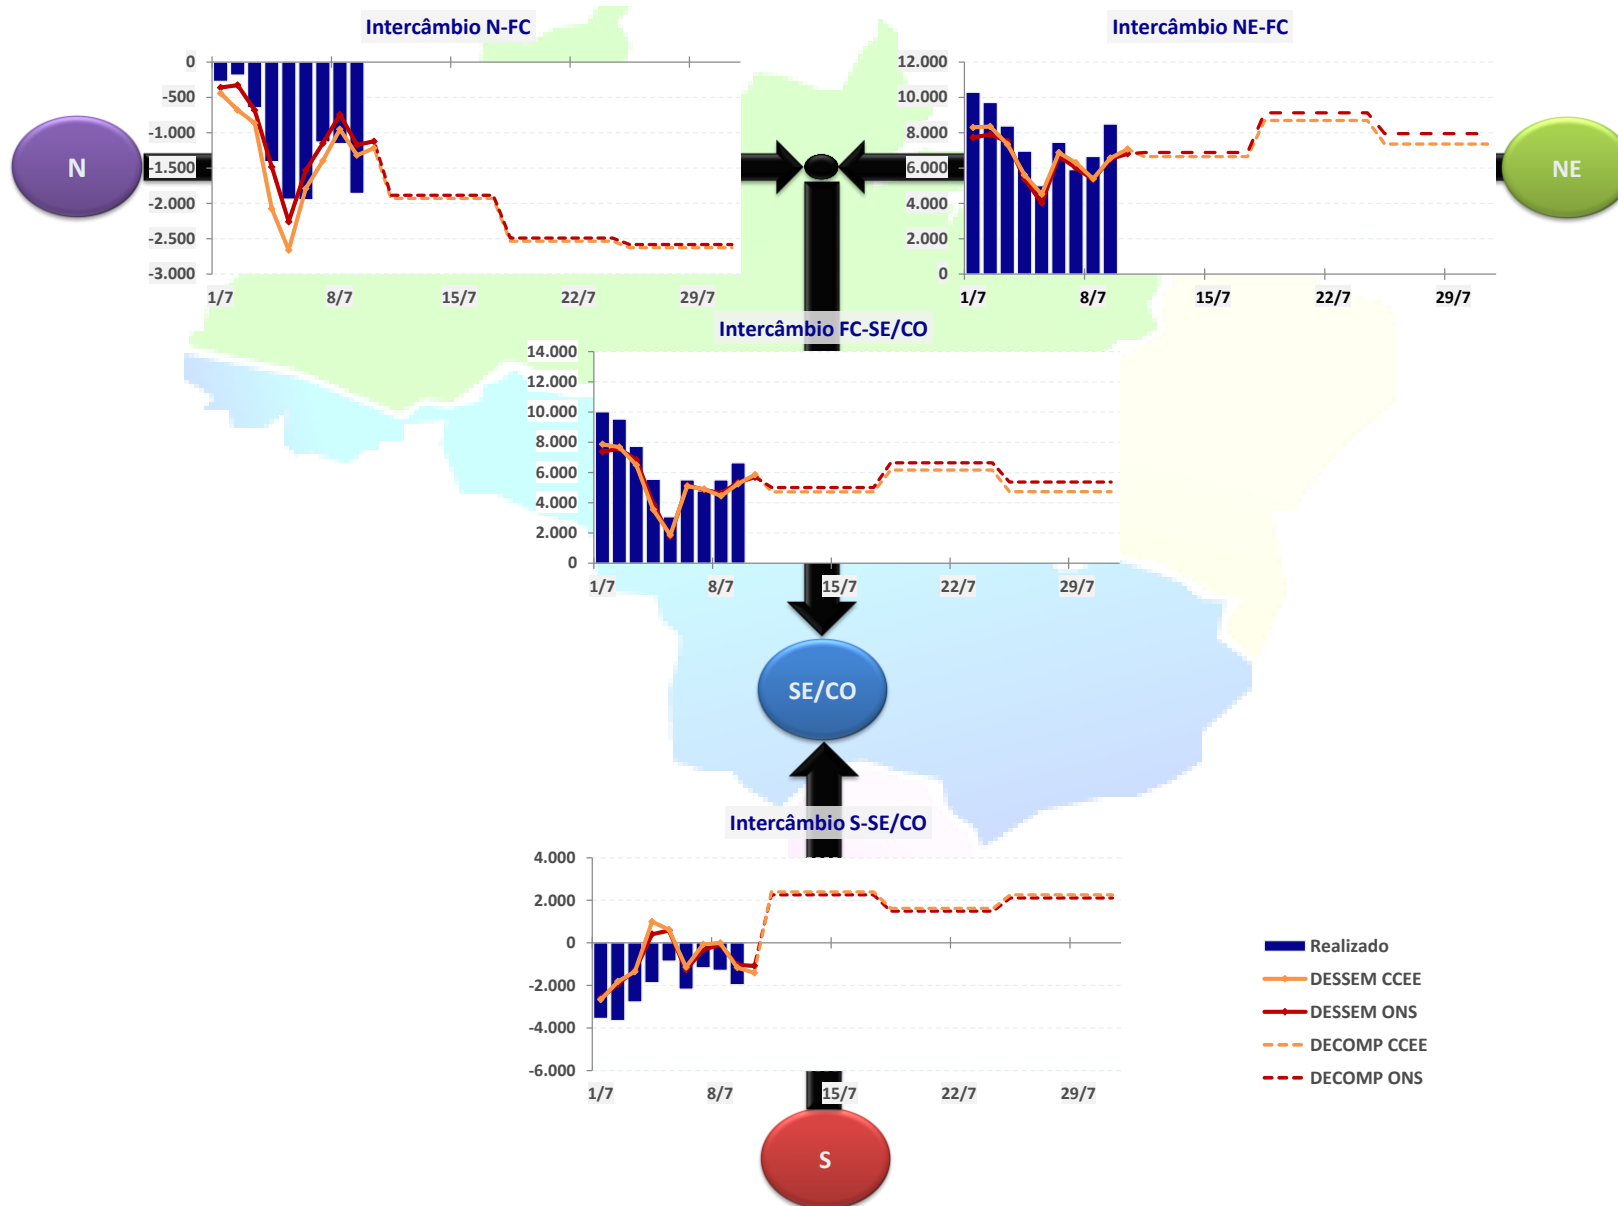 Intercâmbio N-FC
0
-500
-1.000
-1.500
-2.000
-2.500
-3.000
1/7 8/7 15/7 22/7 29/7
N
Intercâmbio NE-FC
12.000
10.000
8.000
6.000
4.000
2.000
0
1/7 8/7 15/7 22/7 29/7
NE
Intercâmbio FC-SE/CO
14.000
12.000
10.000
8.000
6.000
4.000
2.000
0
1/7 8/7 15/7 22/7 29/7
SE/CO
Intercâmbio S-SE/CO
4.000
2.000
0
-2.000
-4.000
-6.000
1/7 8/7 15/7 22/7 29/7
Realizado
DESSEM CCEE
DESSEM ONS
DECOMP CCEE
DECOMP ONS
S